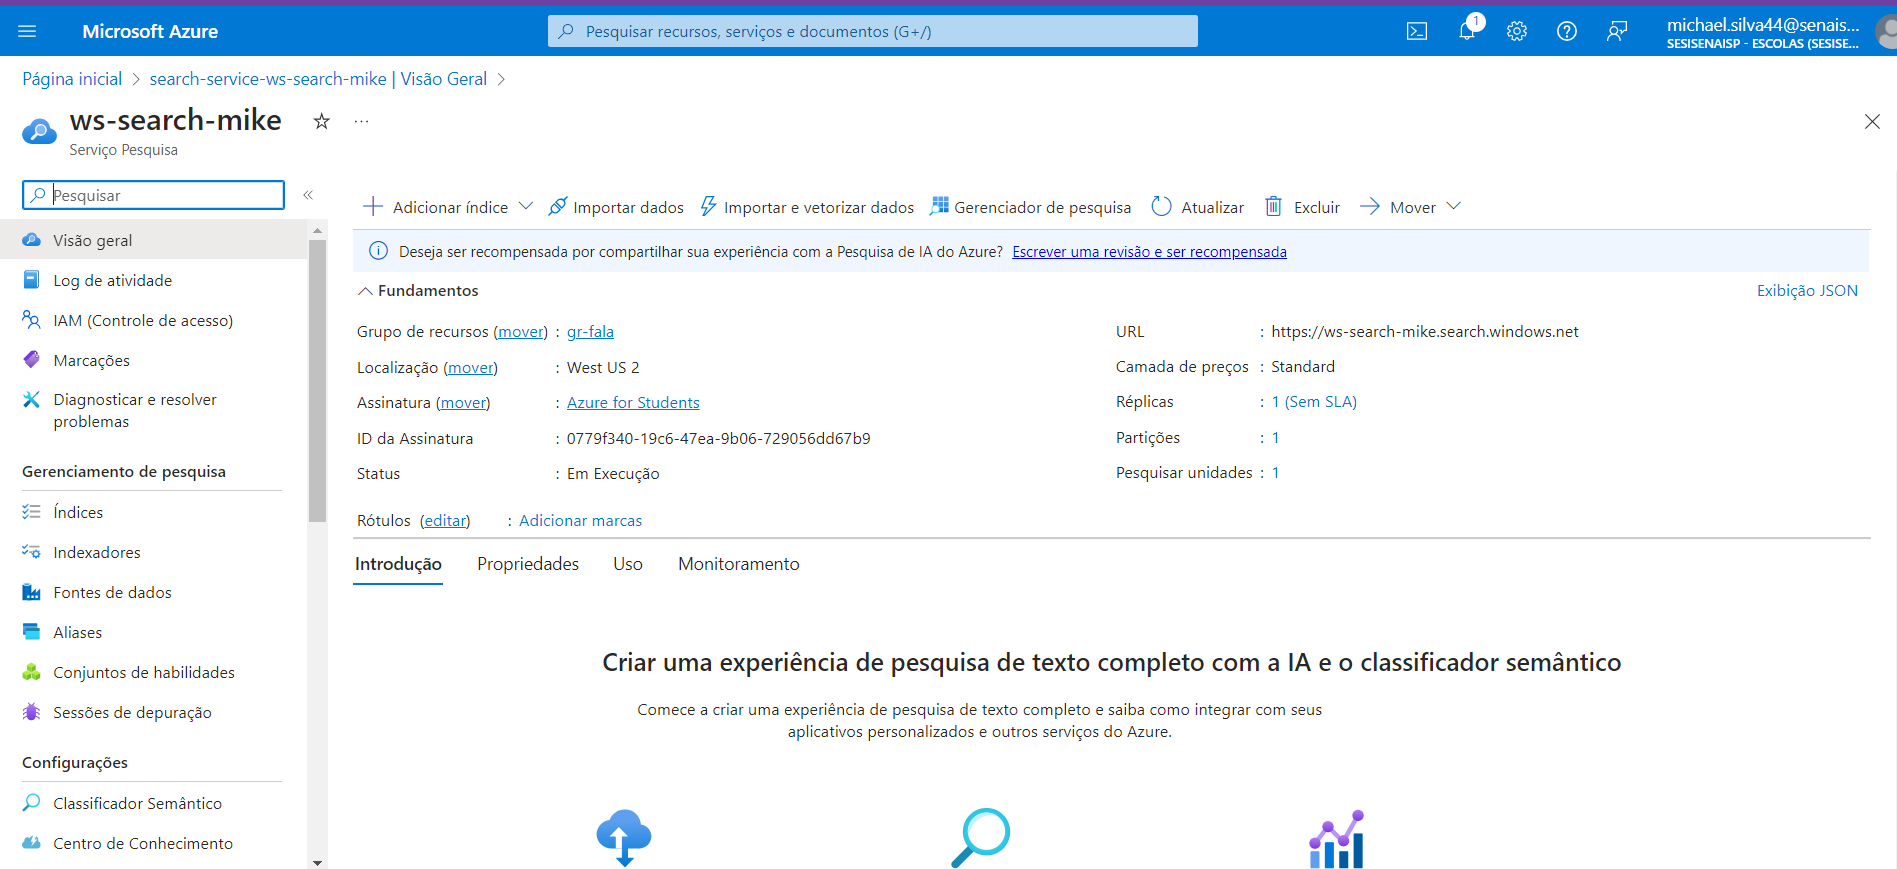 Microsoft Azure
Pesquisar recursos, serviços e documentos (G+/)
1
michael.silva44@senais...
SESISENAISP - ESCOLAS (SESISE...
Página inicial > search-service-ws-search-mike | Visão Geral >
ws-search-mike
Serviço Pesquisa
Pesquisar
Visão geral
Log de atividade
IAM (Controle de acesso)
Marcações
Diagnosticar e resolver
problemas
Gerenciamento de pesquisa
Índices
Indexadores
Fontes de dados
Aliases
Conjuntos de habilidades
Sessões de depuração
Configurações
Classificador Semântico
Centro de Conhecimento
Adicionar índice Importar dados Importar e vetorizar dados Gerenciador de pesquisa Atualizar Excluir Mover
Deseja ser recompensada por compartilhar sua experiência com a Pesquisa de IA do Azure? Escrever uma revisão e ser recompensada
Fundamentos
Exibição JSON
Grupo de recursos (mover) : gr-fala
Localização (mover) : West US 2
Assinatura (mover) : Azure for Students
ID da Assinatura : 0779f340-19c6-47ea-9b06-729056dd67b9
Status : Em Execução
URL : https://ws-search-mike.search.windows.net
Camada de preços : Standard
Réplicas : 1 (Sem SLA)
Partições : 1
Pesquisar unidades : 1
Rótulos (editar) : Adicionar marcas
Introdução Propriedades Uso Monitoramento
Criar uma experiência de pesquisa de texto completo com a IA e o classificador semântico
Comece a criar uma experiência de pesquisa de texto completo e saiba como integrar com seus
aplicativos personalizados e outros serviços do Azure.